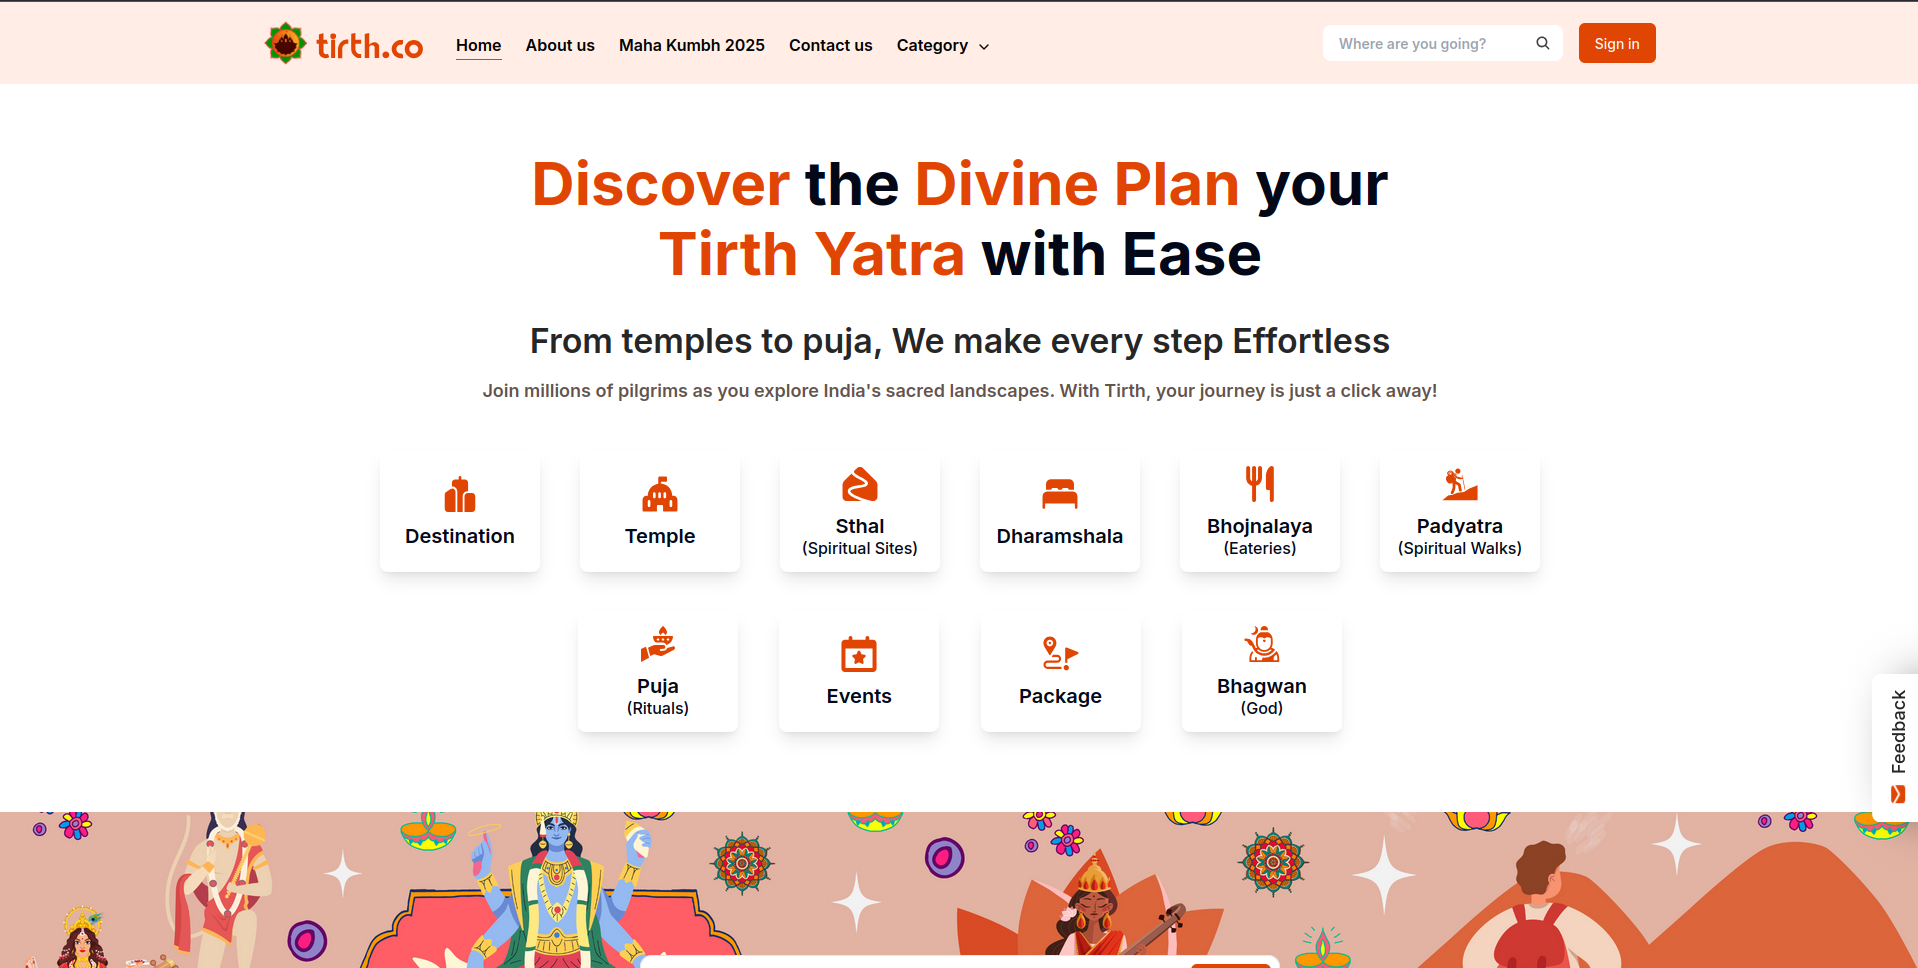 tirth.co
Home
About us
Maha Kumbh 2025
Contact us
Category
Where are you going?
Sign in
Discover the Divine Plan your
Tirth Yatra with Ease
From temples to puja, We make every step Effortless
Join millions of pilgrims as you explore India's sacred landscapes. With Tirth, your journey is just a click away!
Destination
Temple
Sthal
(Spiritual Sites)
Dharamshala
Bhojnalaya
(Eateries)
Padyatra
(Spiritual Walks)
Puja
(Rituals)
Events
Package
Bhagwan
(God)
Feedback